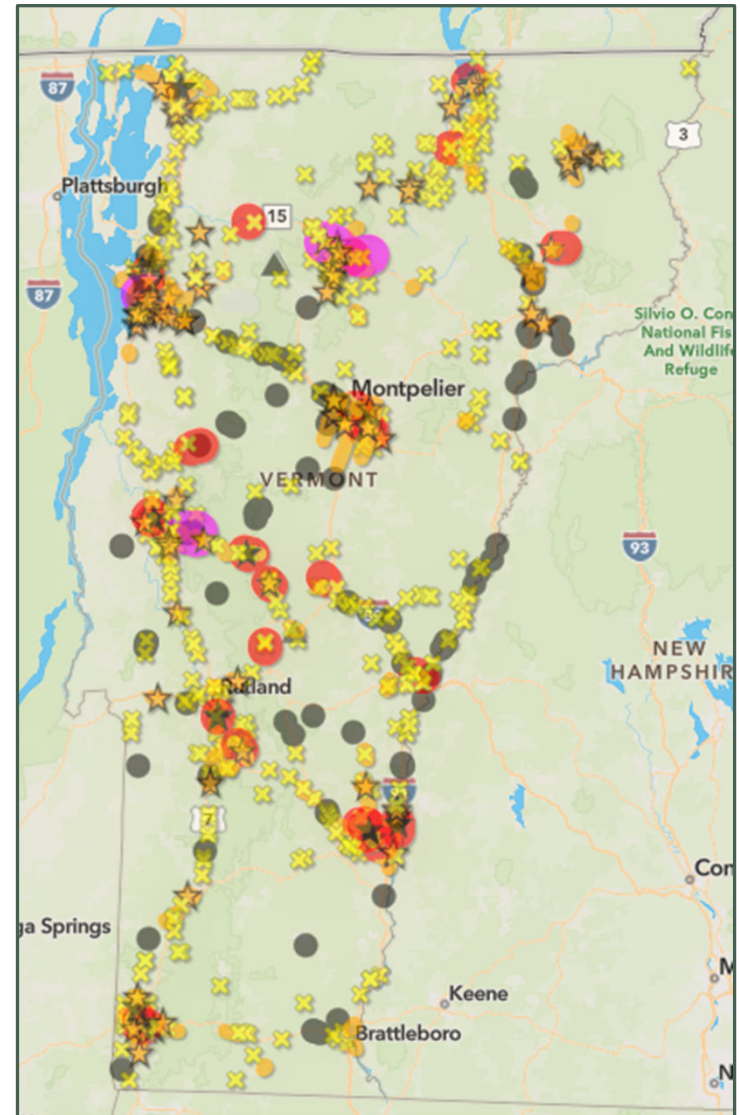 87
3
Plattsburgh
15
87
Silvio O. Con
National Fis
And Wildlife
Refuge
Montpelier
VERMONT
93
NEW
HAMPSHIR
Rutland
7
Con
ga Springs
M
Keene
Brattleboro
N